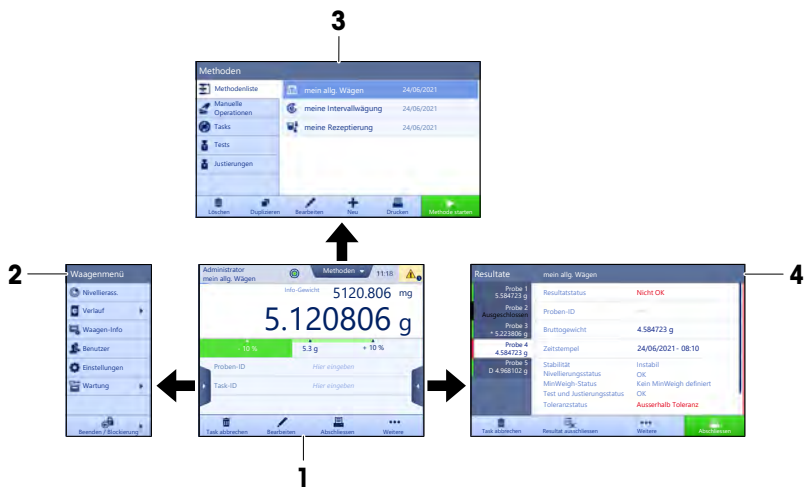 3
Methoden
Methodenliste
mein allg. Wägen 24/06/2021
Manuelle
Operationen
meine Intervallwägung 24/06/2021
Tasks
meine Rezeptierung 24/06/2021
Tests
Justierungen
Löschen Duplizieren Bearbeiten Neu Drucken Methode starten
2
Waagenmenü
Nivellierass.
Verlauf
Waagen-Info
Benutzer
Einstellungen
Wartung
Beenden / Blockierung
Administrator
mein allg. Wägen
Methoden
11:18
Info-Gewicht 5120.806 mg
5.120806 g
- 10 % 5.3 g + 10 %
Proben-ID Hier eingeben
Task-ID Hier eingeben
Task abbrechen Bearbeiten Abschliessen Weitere
1
4
Resultate mein allg. Wägen
Probe 1
5.584723 g
Probe 2
Ausgeschlossen
Probe 3
* 5.223806 g
Probe 4
4.584723 g
Probe 5
D 4.968102 g
Resultatstatus Nicht OK
Proben-ID
Bruttogewicht 4.584723 g
Zeitstempel 24/06/2021 - 08:10
Stabilität Instabil
Nivellierungsstatus OK
MinWeigh-Status Kein MinWeigh definiert
Test und Justierungsstatus OK
Toleranzstatus Ausserhalb Toleranz
Task abbrechen Resultat ausschliessen Weitere Abschliessen